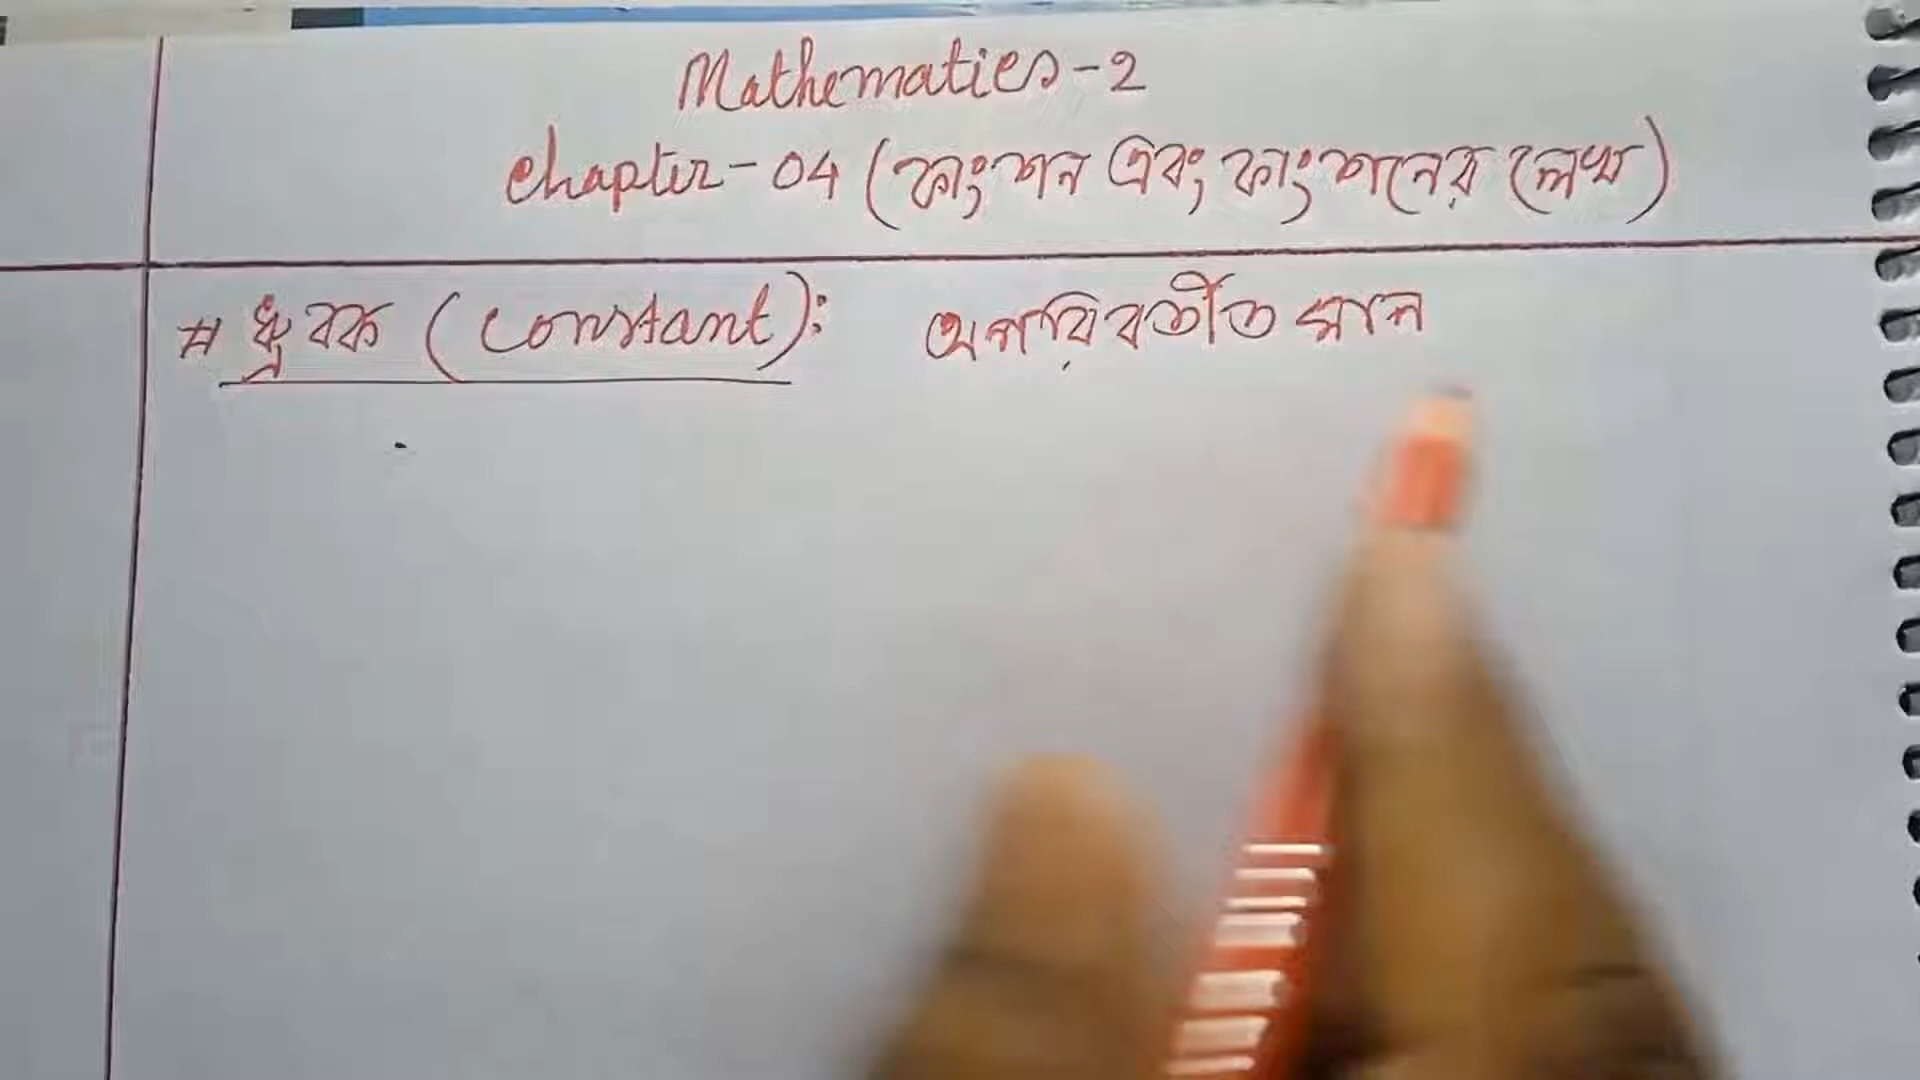 Mathematics-2
Chapter-04 (ফাংশন এবং ফাংশনের লেখ)
# ধ্রুবক (Constant): অপরিবর্তীত মান